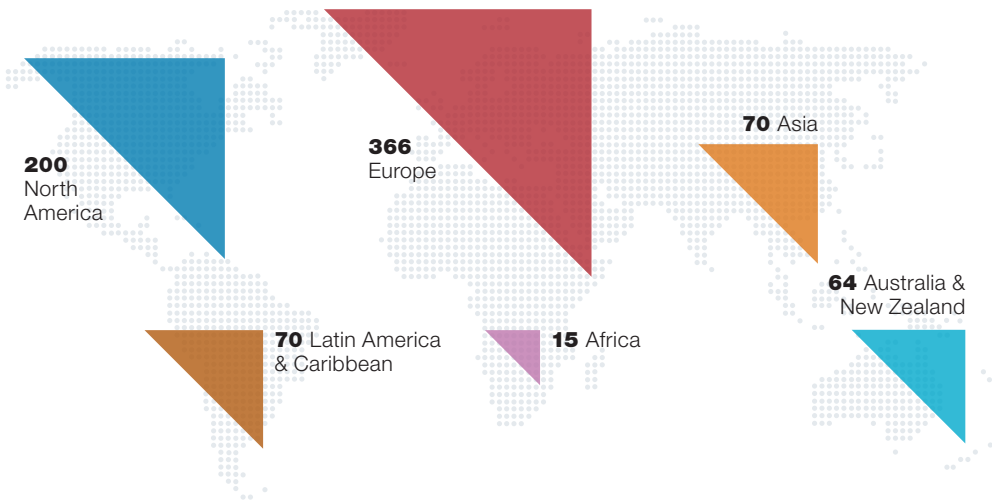 200
North
America
366
Europe
70 Asia
64 Australia &
New Zealand
70 Latin America
& Caribbean
15 Africa